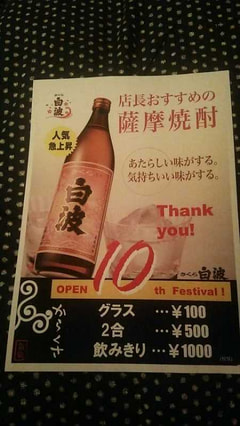 白波
店長おすすめの
薩摩焼酎
人気
急上昇
あたらしい味がする。
気持ちいい味がする。
白波
Thank
you!
10
さくら白波
OPEN
th Festival!
グラス …¥100
2合 …¥500
飲みきり …¥1000